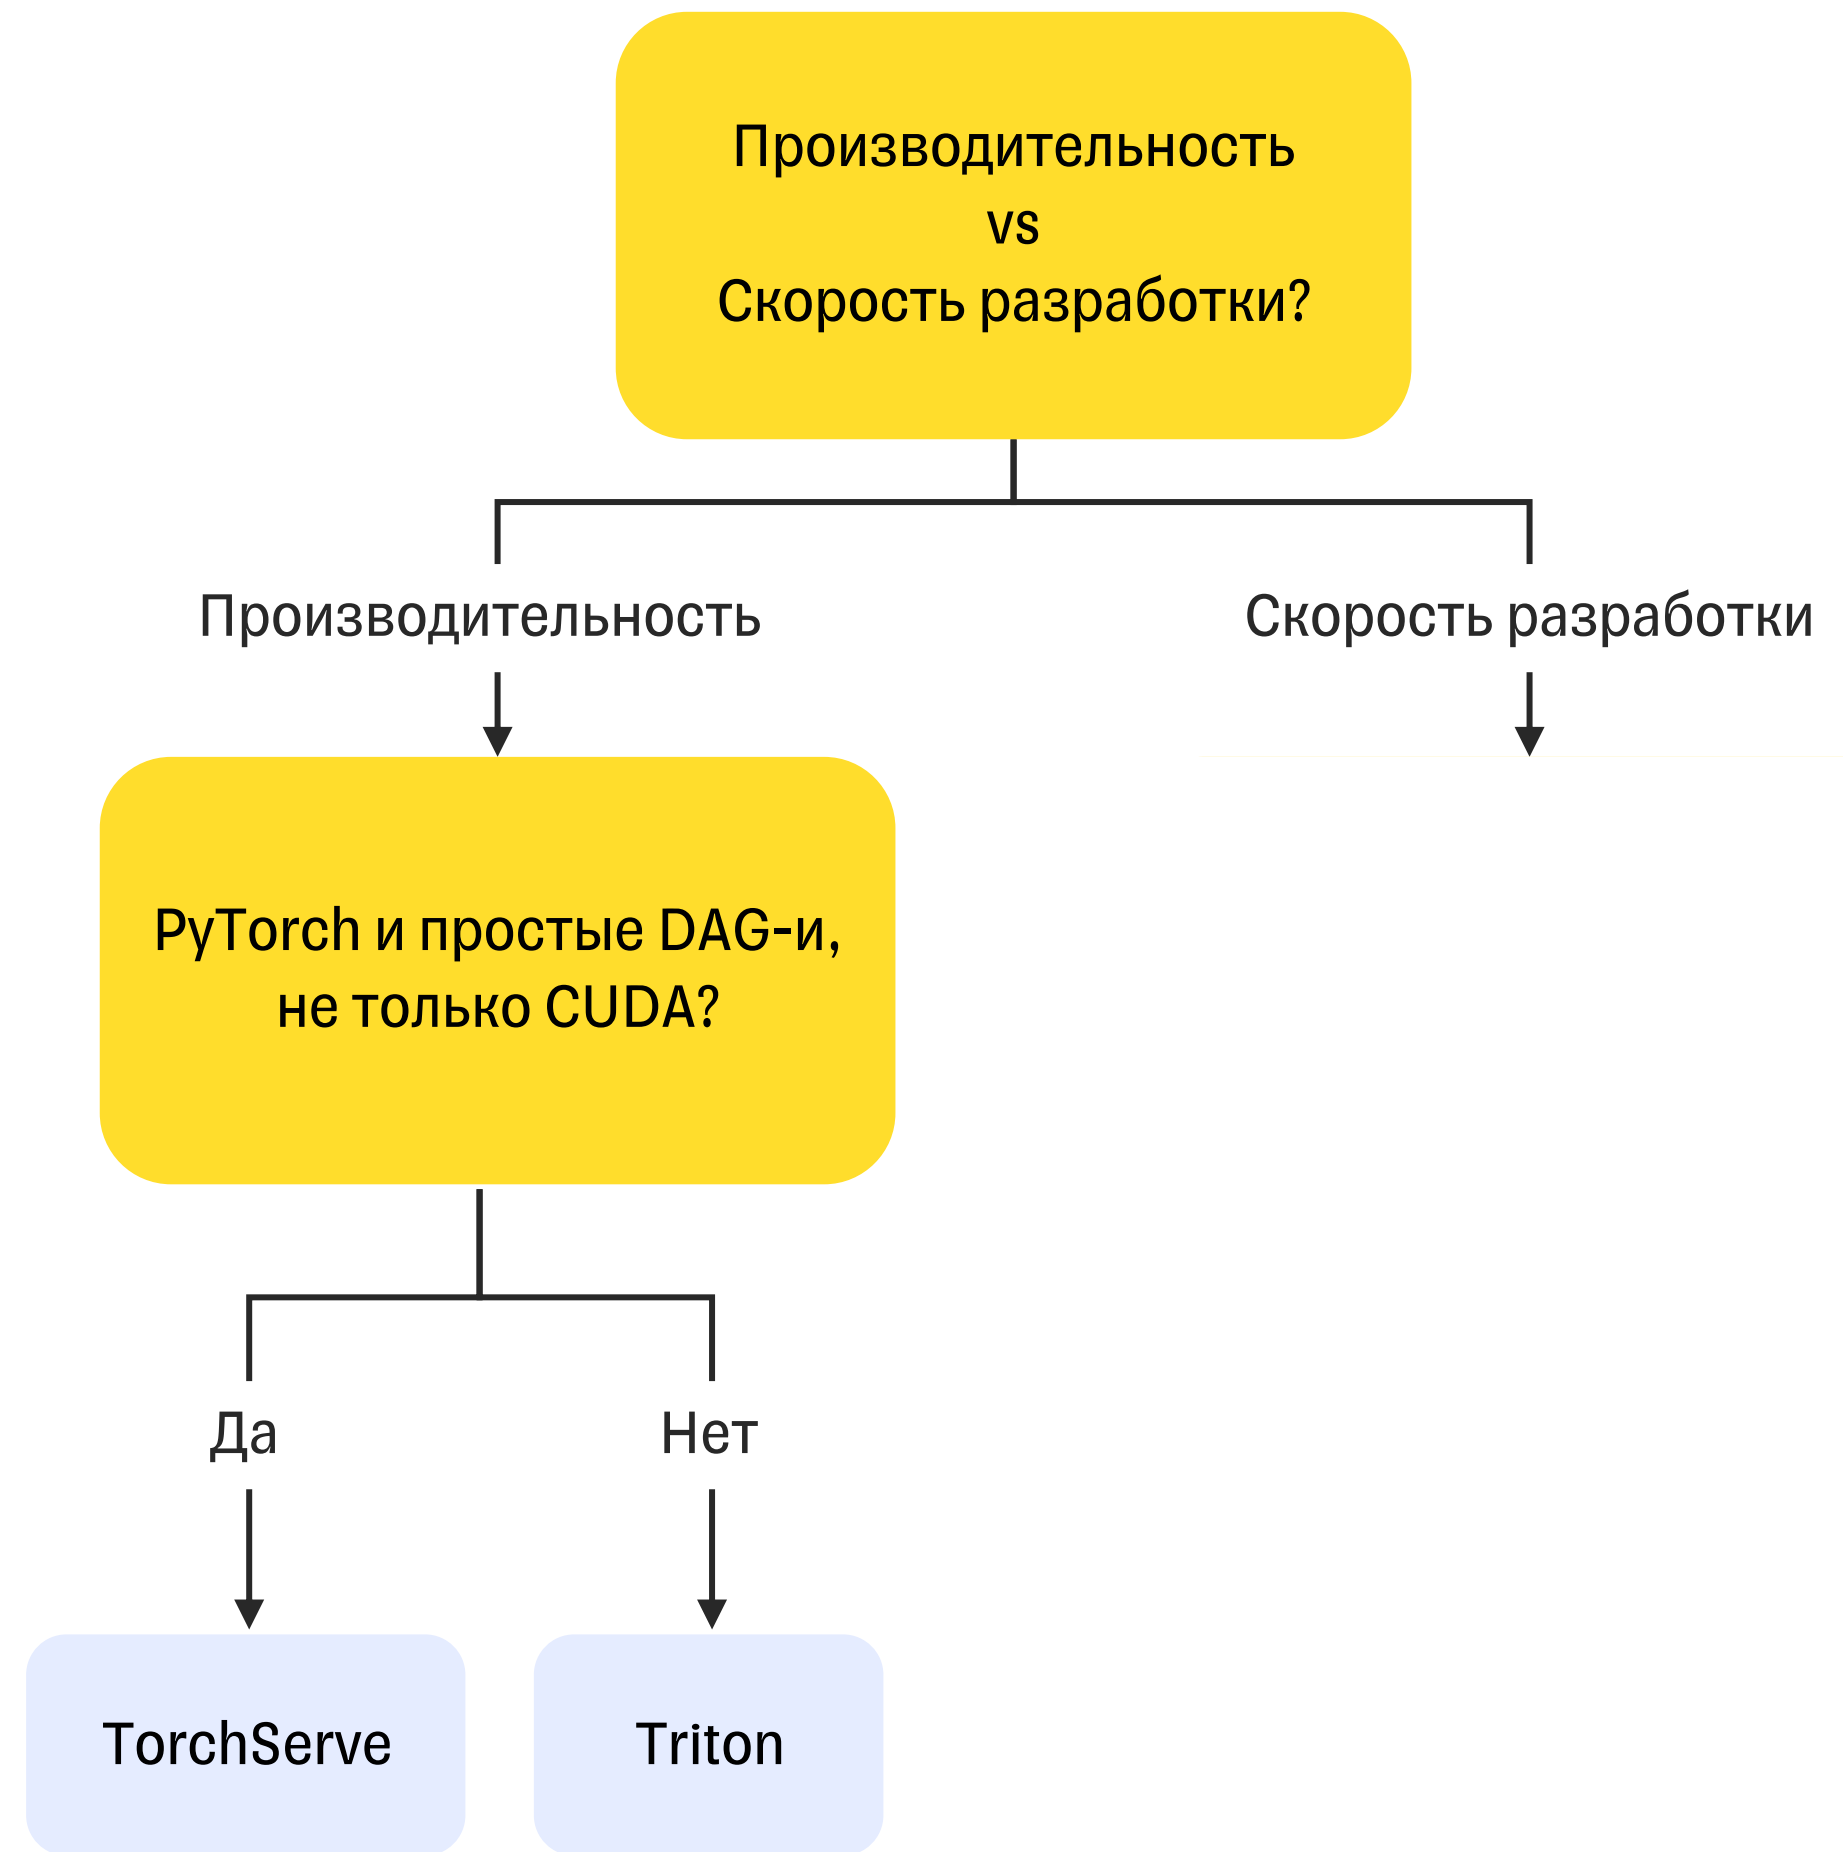 Производительность
vs
Скорость разработки?
Производительность
Скорость разработки
PyTorch и простые DAG-и,
не только CUDA?
Да
Нет
TorchServe
Triton